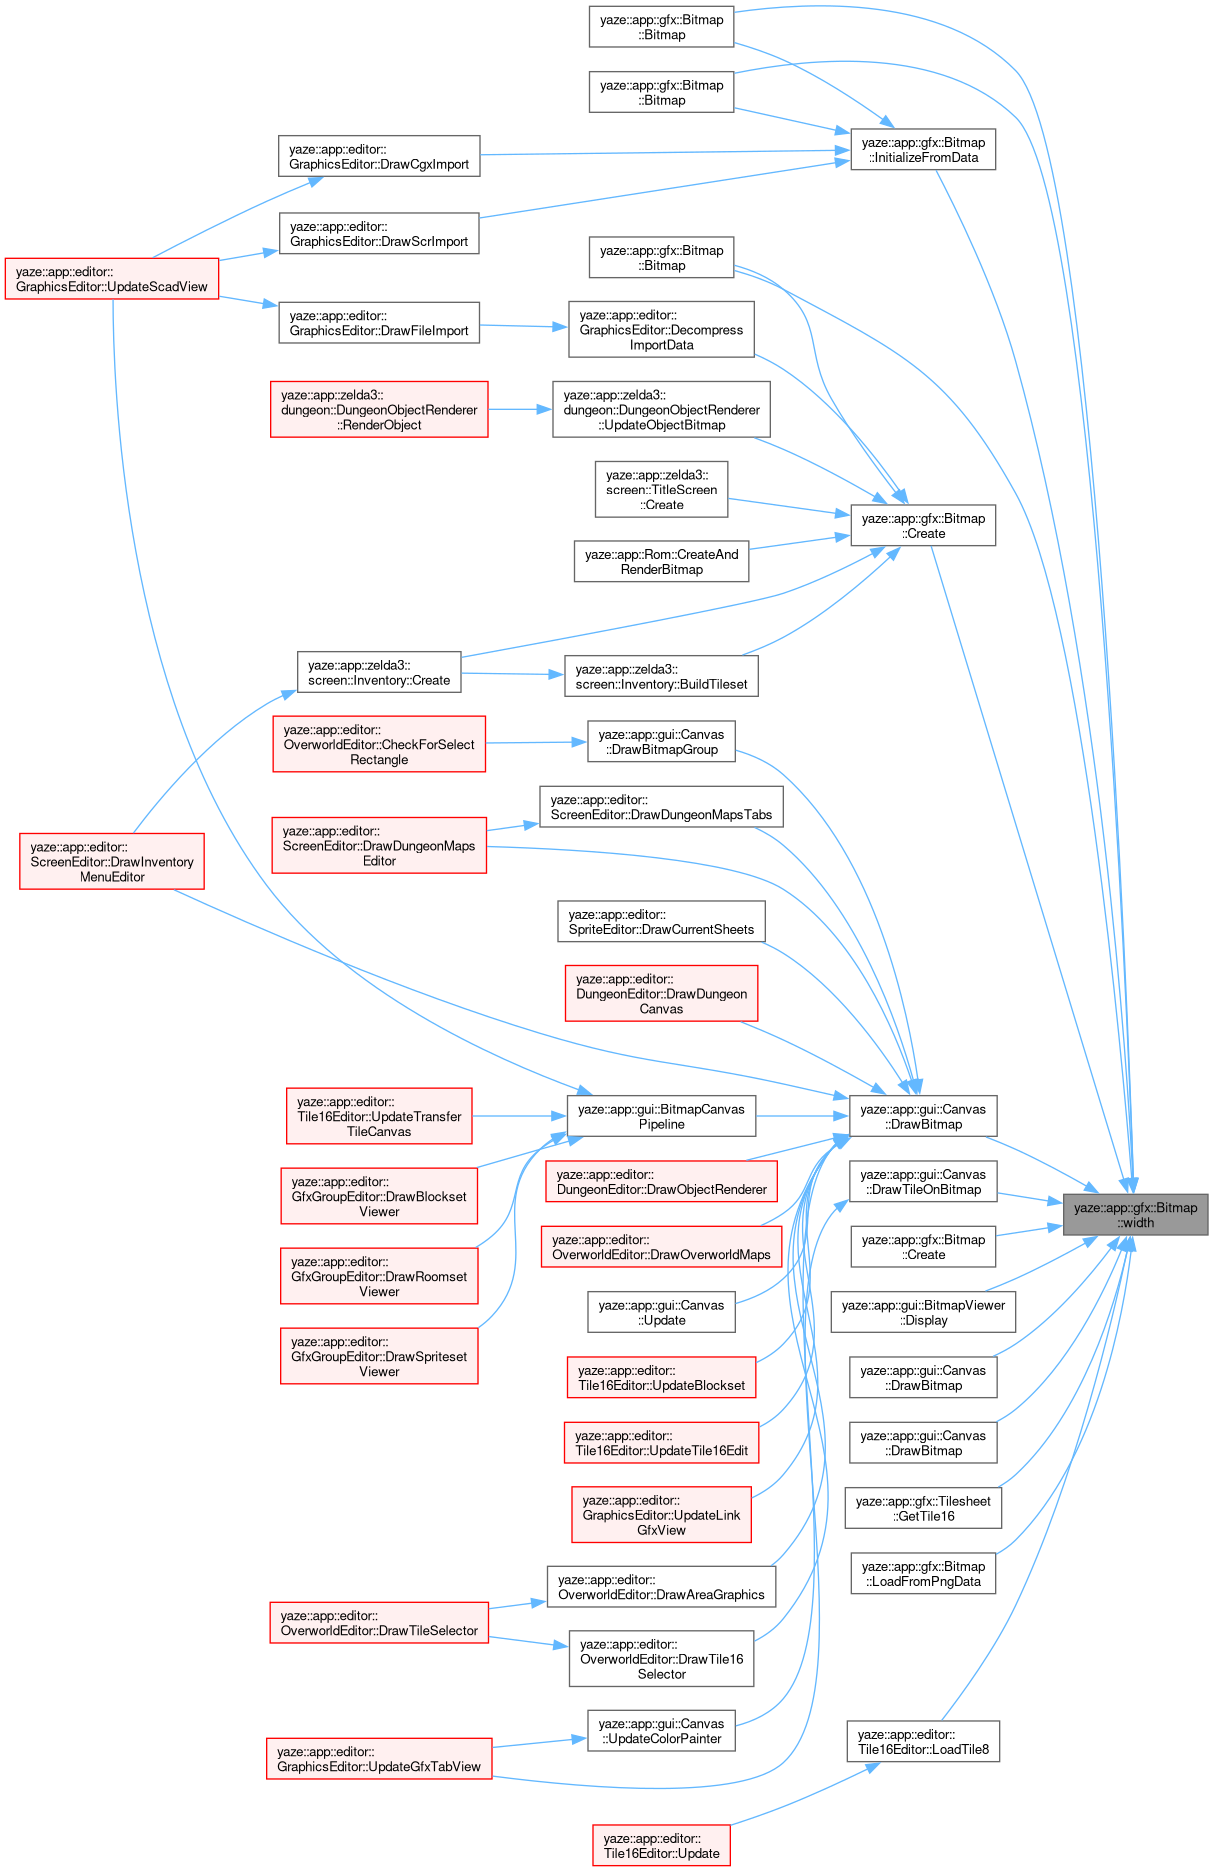 yaze::app::gfx::Bitmap
::Bitmap
yaze::app::gfx::Bitmap
::Bitmap
yaze::app::gfx::Bitmap
::InitializeFromData
yaze::app::editor::
GraphicsEditor::DrawCgxImport
yaze::app::editor::
GraphicsEditor::DrawScrImport
yaze::app::gfx::Bitmap
::Bitmap
yaze::app::editor::
GraphicsEditor::UpdateScadView
yaze::app::editor::
GraphicsEditor::DrawFileImport
yaze::app::editor::
GraphicsEditor::Decompress
ImportData
yaze::app::zelda3::
dungeon::DungeonObjectRenderer
::RenderObject
yaze::app::zelda3::
dungeon::DungeonObjectRenderer
::UpdateObjectBitmap
yaze::app::zelda3::
screen::TitleScreen
::Create
yaze::app::gfx::Bitmap
::Create
yaze::app::Rom::CreateAnd
RenderBitmap
yaze::app::zelda3::
screen::Inventory::Create
yaze::app::zelda3::
screen::Inventory::BuildTileset
yaze::app::editor::
OverworldEditor::CheckForSelect
Rectangle
yaze::app::gui::Canvas
::DrawBitmapGroup
yaze::app::editor::
ScreenEditor::DrawDungeonMapsTabs
yaze::app::editor::
ScreenEditor::DrawDungeonMaps
Editor
yaze::app::editor::
ScreenEditor::DrawInventory
MenuEditor
yaze::app::editor::
SpriteEditor::DrawCurrentSheets
yaze::app::editor::
DungeonEditor::DrawDungeon
Canvas
yaze::app::editor::
Tile16Editor::UpdateTransfer
TileCanvas
yaze::app::gui::BitmapCanvas
Pipeline
yaze::app::gui::Canvas
::DrawBitmap
yaze::app::editor::
GfxGroupEditor::DrawBlockset
Viewer
yaze::app::editor::
DungeonEditor::DrawObjectRenderer
yaze::app::gui::Canvas
::DrawTileOnBitmap
yaze::app::gfx::Bitmap
::width
yaze::app::editor::
GfxGroupEditor::DrawRoomset
Viewer
yaze::app::editor::
OverworldEditor::DrawOverworldMaps
yaze::app::gfx::Bitmap
::Create
yaze::app::gui::Canvas
::Update
yaze::app::gui::BitmapViewer
::Display
yaze::app::editor::
GfxGroupEditor::DrawSpriteset
Viewer
yaze::app::editor::
Tile16Editor::UpdateBlockset
yaze::app::gui::Canvas
::DrawBitmap
yaze::app::editor::
Tile16Editor::UpdateTile16Edit
yaze::app::gui::Canvas
::DrawBitmap
yaze::app::editor::
GraphicsEditor::UpdateLink
GfxView
yaze::app::gfx::Tilesheet
::GetTile16
yaze::app::gfx::Bitmap
::LoadFromPngData
yaze::app::editor::
OverworldEditor::DrawAreaGraphics
yaze::app::editor::
OverworldEditor::DrawTileSelector
yaze::app::editor::
OverworldEditor::DrawTile16
Selector
yaze::app::gui::Canvas
::UpdateColorPainter
yaze::app::editor::
Tile16Editor::LoadTile8
yaze::app::editor::
GraphicsEditor::UpdateGfxTabView
yaze::app::editor::
Tile16Editor::Update